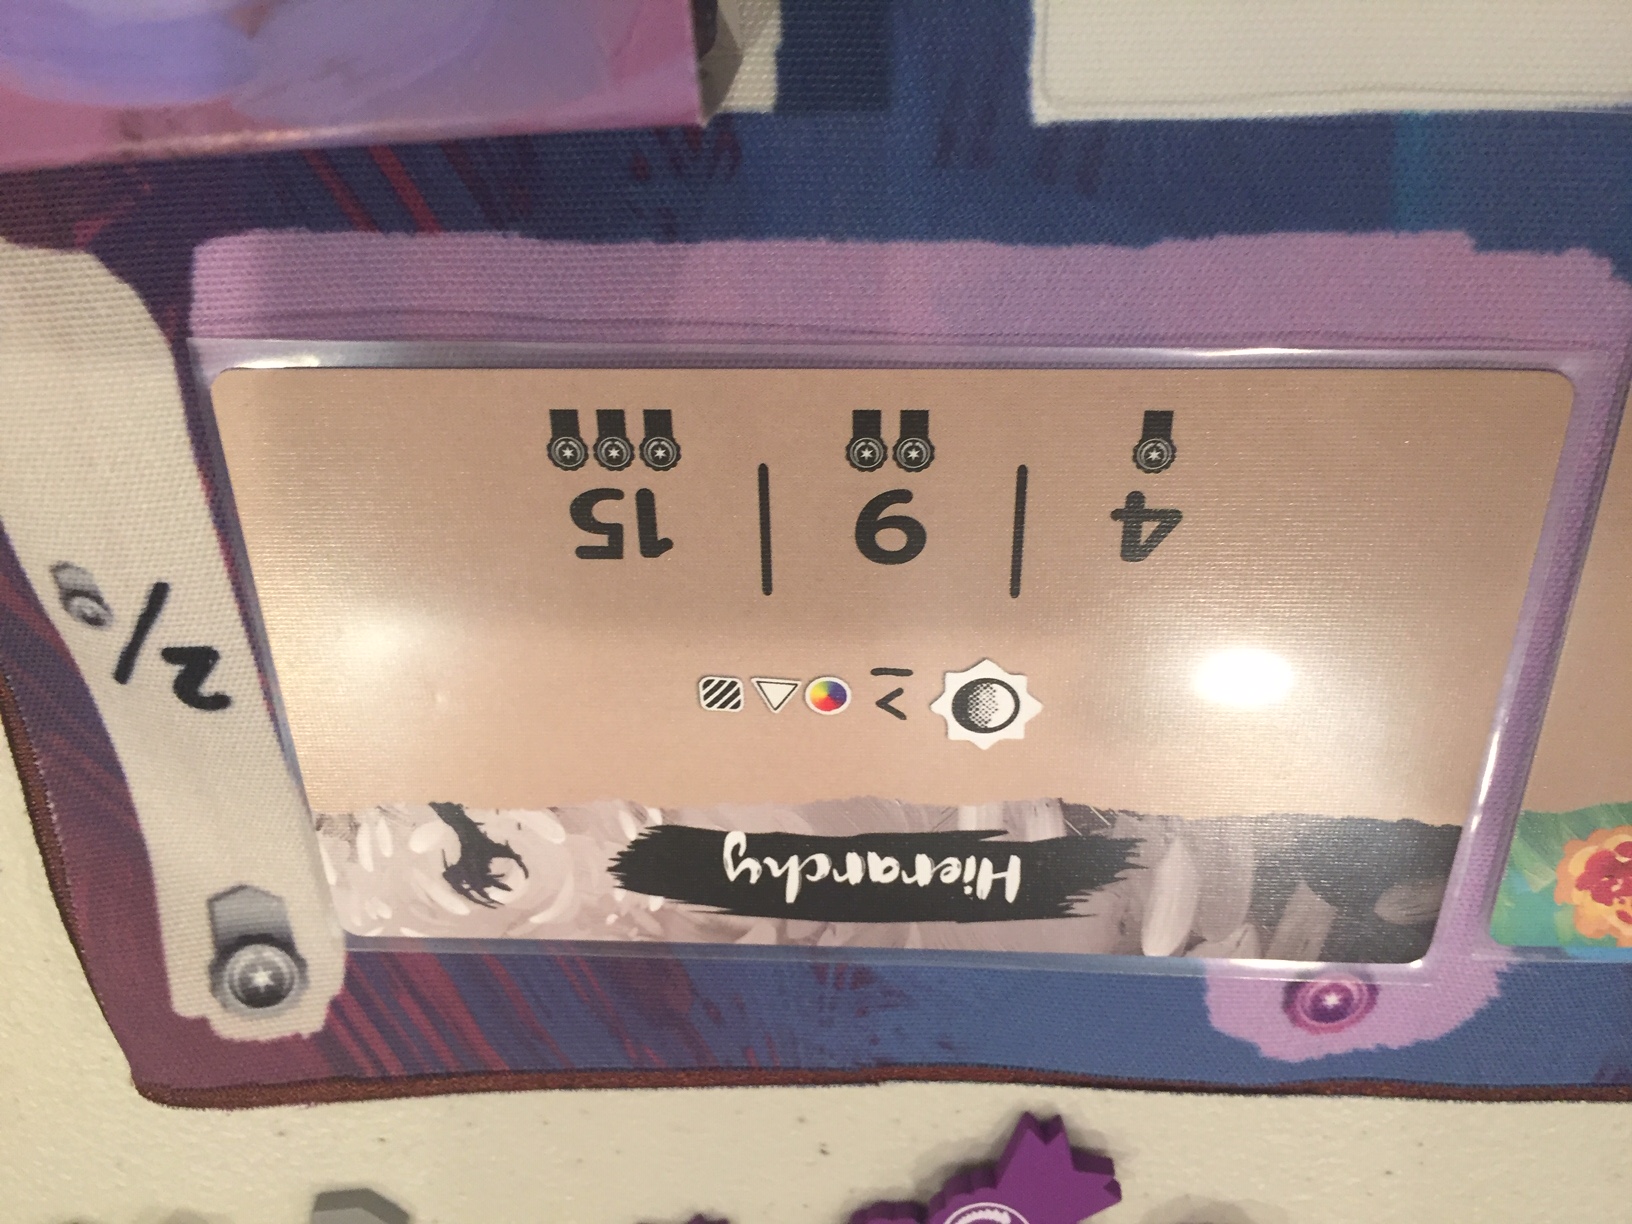 Hierarchy
≥
4 | 9 | 15
2/